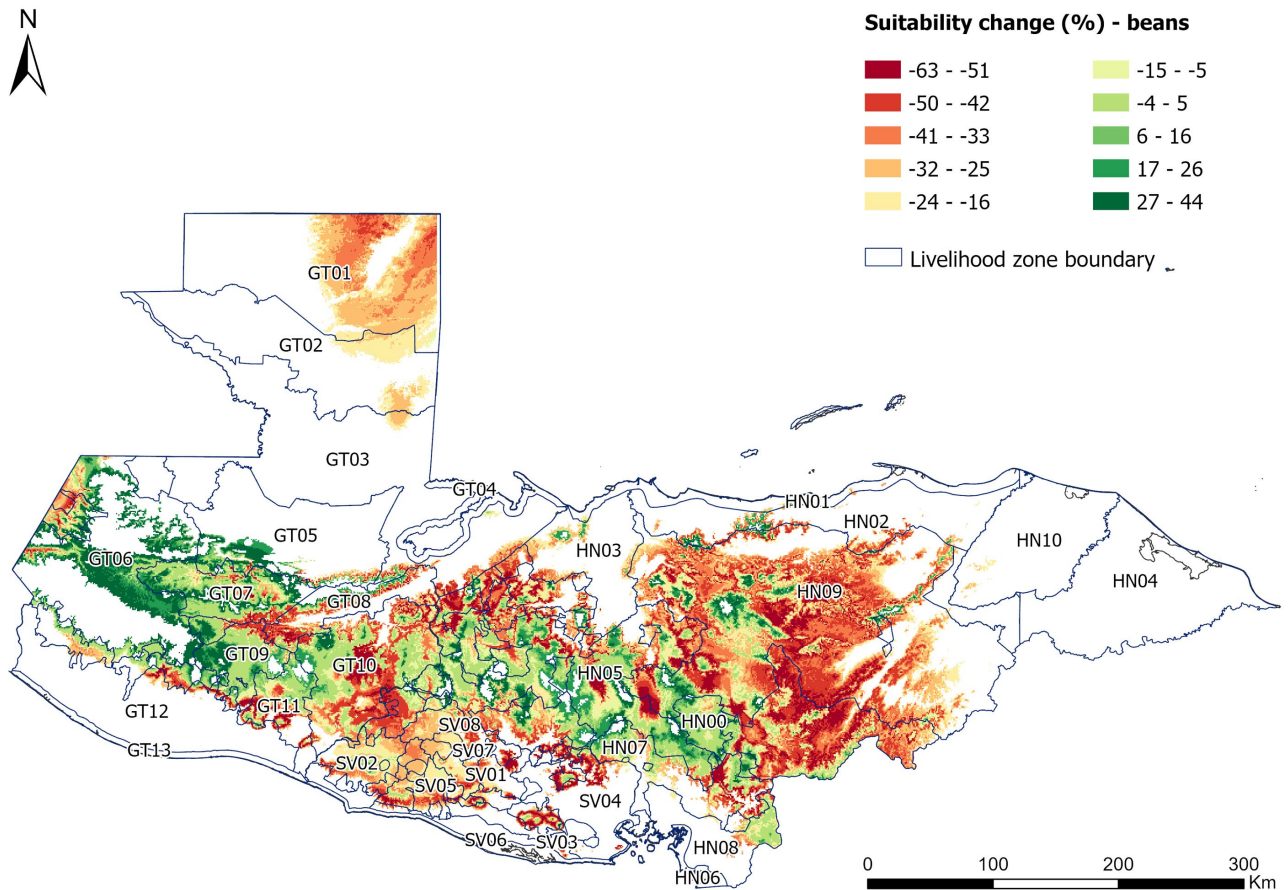 N
Suitability change (%) - beans
-63 - -51
-50 - -42
-41 - -33
-32 - -25
-24 - -16
-15 - -5
-4 - 5
6 - 16
17 - 26
27 - 44
Livelihood zone boundary
GT01
GT02
GT03
GT04
HN01
HN02
GT05
HN03
HN10
GT06
HN04
GT07
GT08
HN09
GT09
GT10
HN05
GT11
GT12
HN00
SV08
GT13
HN07
SV07
SV02
SV01
SV05
SV04
SV06
SV03
HN08
HN06
0 100 200 300
Km